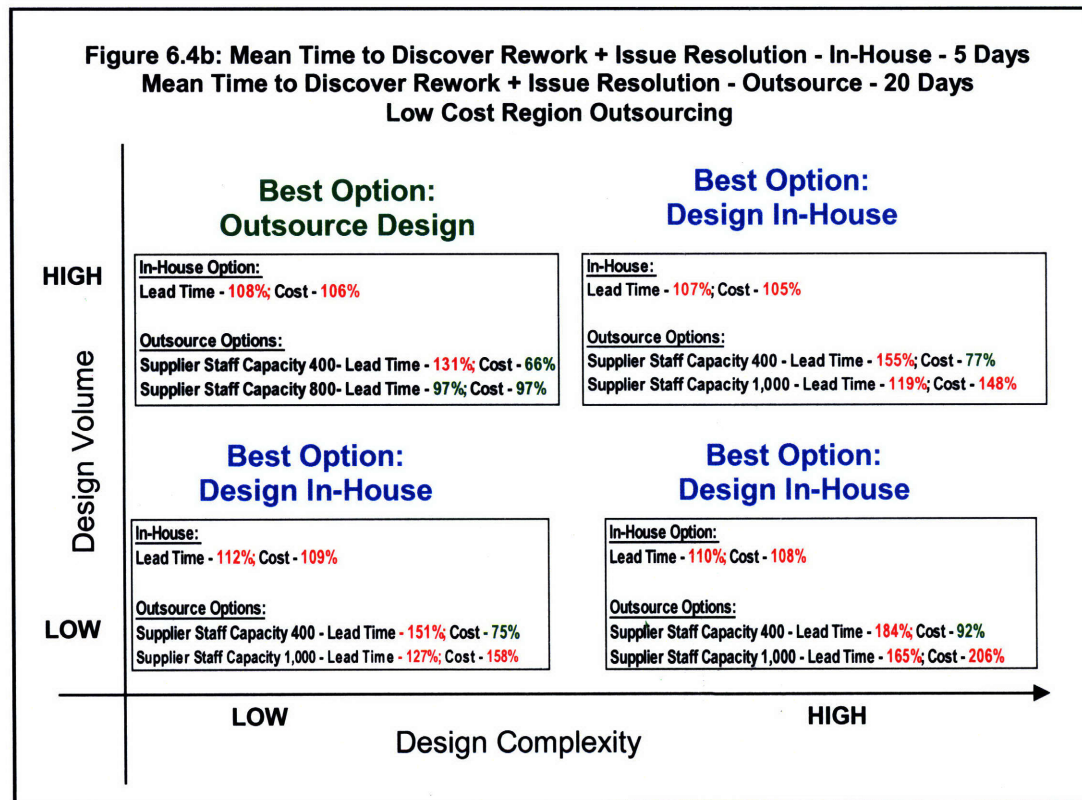 Figure 6.4b: Mean Time to Discover Rework + Issue Resolution - In-House - 5 Days
Mean Time to Discover Rework + Issue Resolution - Outsource - 20 Days
Low Cost Region Outsourcing
Best Option:
Outsource Design
Best Option:
Design In-House
HIGH
In-House Option:
Lead Time - 108%; Cost - 106%
Outsource Options:
Supplier Staff Capacity 400- Lead Time - 131%; Cost - 66%
Supplier Staff Capacity 800- Lead Time - 97%; Cost - 97%
In-House:
Lead Time - 107%; Cost - 105%
Outsource Options:
Supplier Staff Capacity 400 - Lead Time - 155%; Cost - 77%
Supplier Staff Capacity 1,000 - Lead Time - 119%; Cost - 148%
Design Volume
Best Option:
Design In-House
Best Option:
Design In-House
LOW
In-House:
Lead Time - 112%; Cost - 109%
Outsource Options:
Supplier Staff Capacity 400 - Lead Time - 151%; Cost - 75%
Supplier Staff Capacity 1,000 - Lead Time - 127%; Cost - 158%
In-House Option:
Lead Time - 110%; Cost - 108%
Outsource Options:
Supplier Staff Capacity 400 - Lead Time - 184%; Cost - 92%
Supplier Staff Capacity 1,000 - Lead Time - 165%; Cost - 206%
LOW
HIGH
Design Complexity